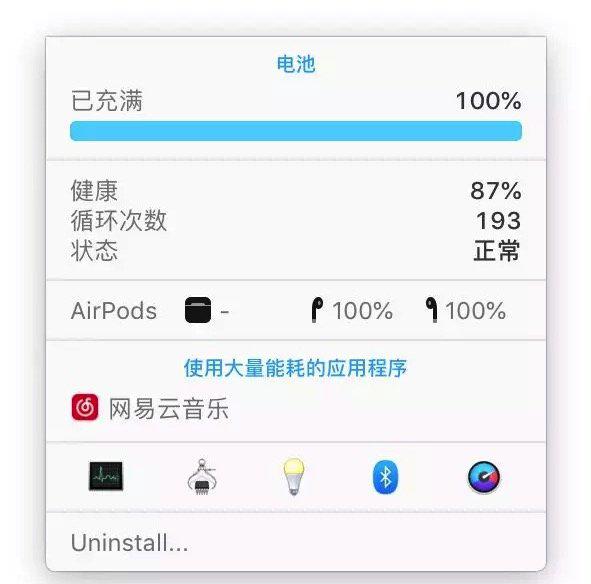 电池
已充满 100%
健康 87%
循环次数 193
状态 正常
AirPods - 100% 100%
使用大量能耗的应用程序
网易云音乐
Uninstall...